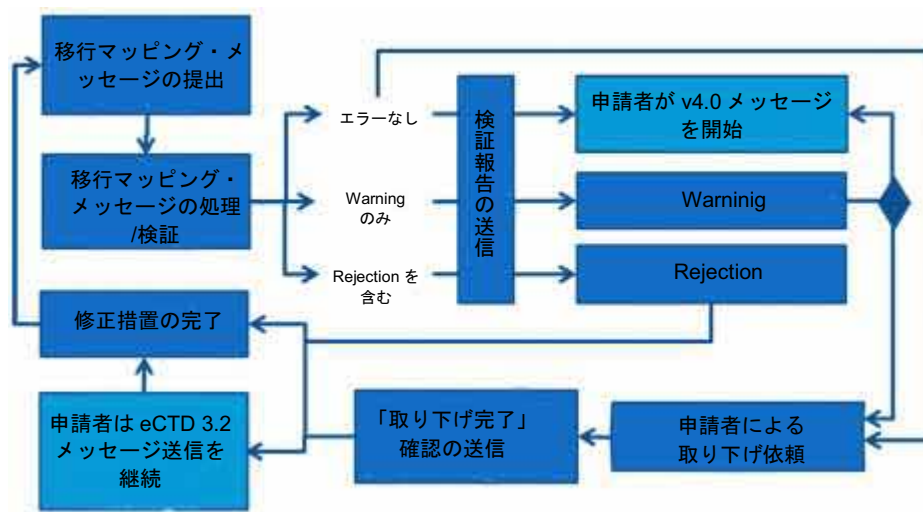 移行マッピング・メ
ッセージの提出
移行マッピング・
メッセージの処理
/検証
エラーなし
Warning
のみ
Rejection を
含む
検証報告の送信
申請者が v4.0 メッセージ
を開始
Warninig
Rejection
修正措置の完了
申請者は eCTD 3.2
メッセージ送信を
継続
「取り下げ完了」
確認の送信
申請者による
取り下げ依頼